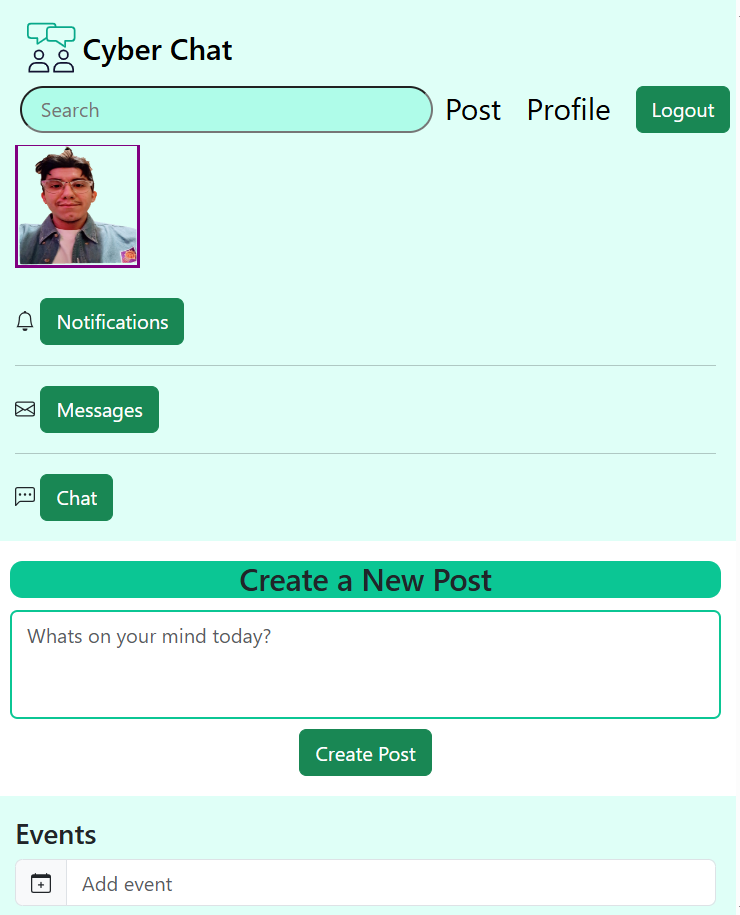 Cyber Chat
Search Post Profile Logout
Notifications
Messages
Chat
Create a New Post
Whats on your mind today?
Create Post
Events
Add event